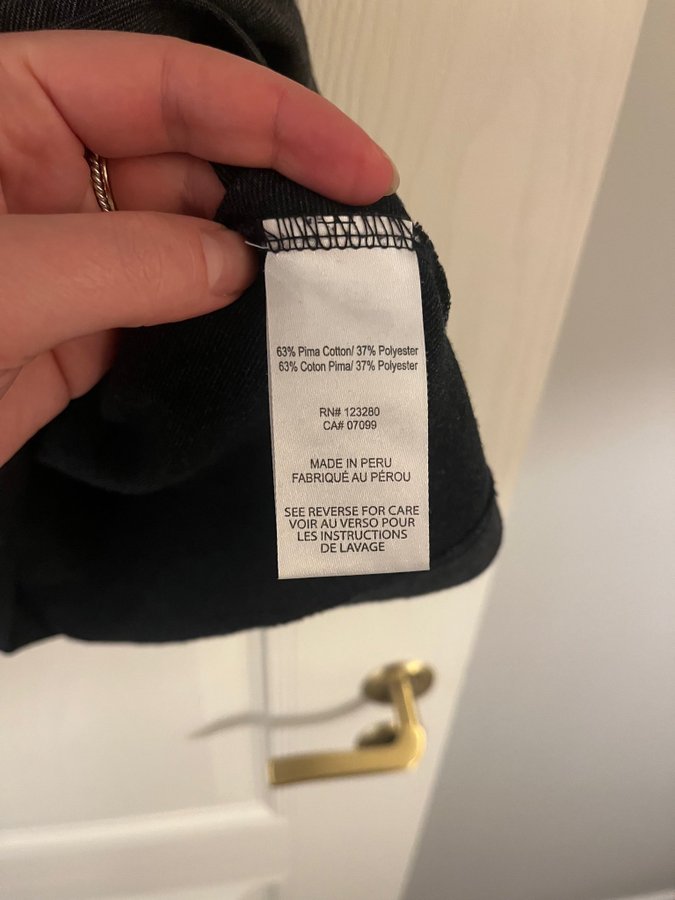 63% Pima Cotton/ 37% Polyester
63% Coton Pima/ 37% Polyester
RN# 123280
CA# 07099
MADE IN PERU
FABRIQUÉ AU PÉROU
SEE REVERSE FOR CARE
VOIR AU VERSO POUR
LES INSTRUCTIONS
DE LAVAGE